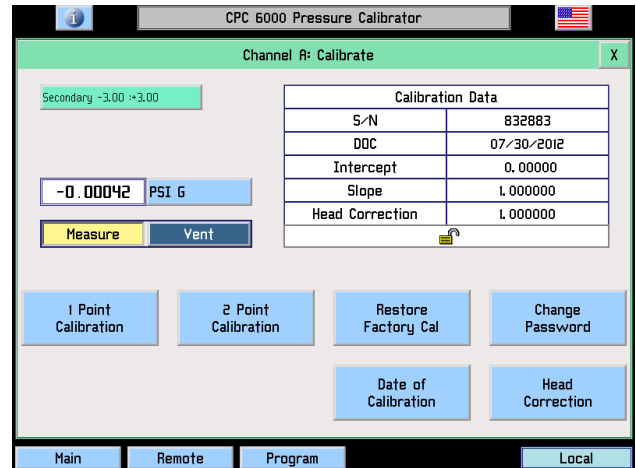 i
CPC 6000 Pressure Calibrator
Channel A: Calibrate
X
Secondary -3.00 :+3.00
Calibration Data
S/N 832883
DOC 07/30/2012
Intercept 0.00000
Slope 1.000000
Head Correction 1.000000
-0.00042 PSI G
Measure Vent
1 Point
Calibration
2 Point
Calibration
Restore
Factory Cal
Change
Password
Date of
Calibration
Head
Correction
Main Remote Program Local